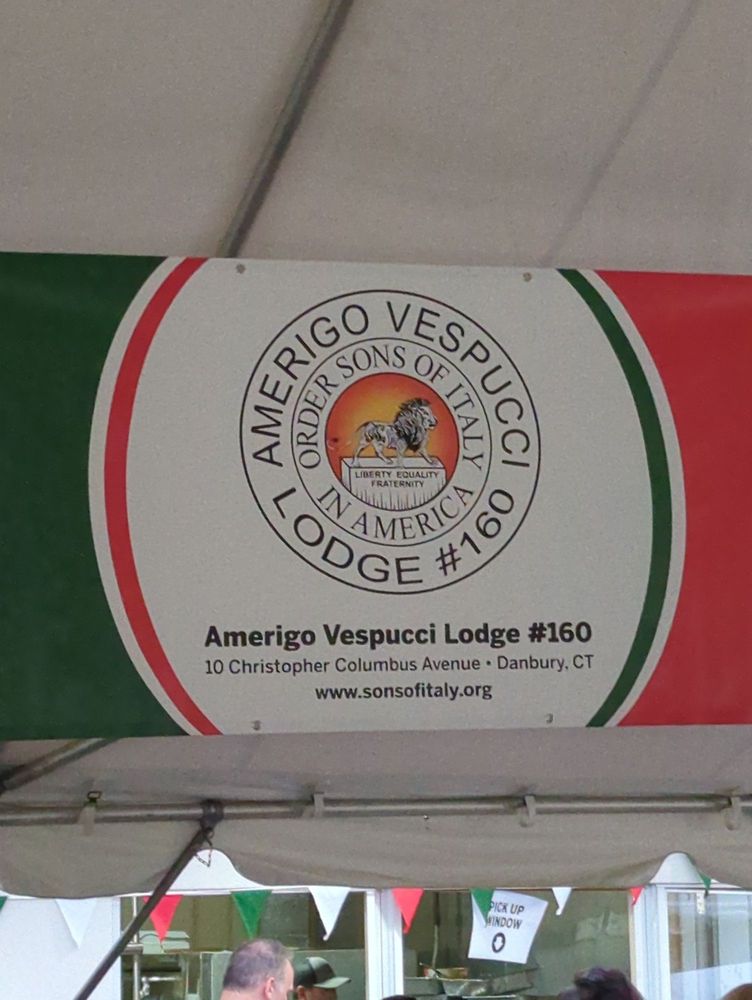 AMERIGO VESPUCCI
ORDER SONS OF ITALY
LIBERTY EQUALITY
FRATERNITY
IN AMERICA
LODGE #160
Amerigo Vespucci Lodge #160
10 Christopher Columbus Avenue • Danbury, CT
www.sonsofitaly.org
PICK UP
WINDOW